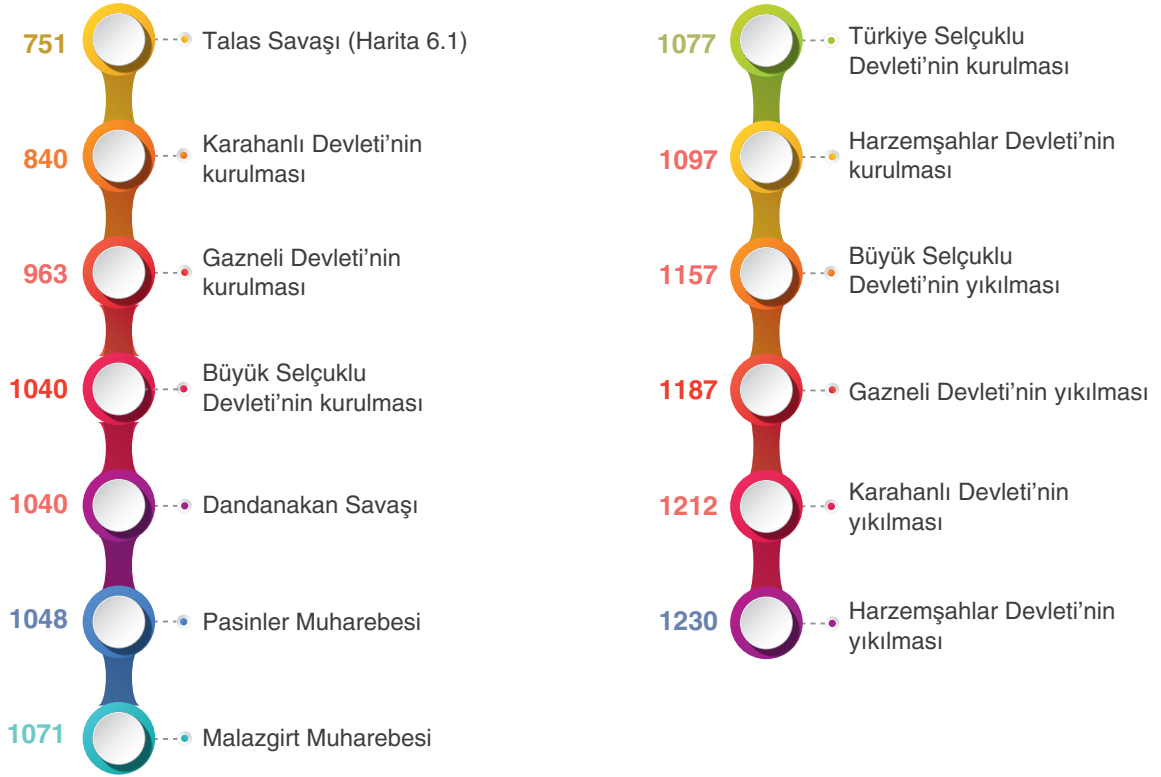 751
Talas Savaşı (Harita 6.1)
840
Karahanlı Devleti’nin
kurulması
963
Gazneli Devleti’nin
kurulması
1040
Büyük Selçuklu
Devleti’nin kurulması
1040
Dandanakan Savaşı
1048
Pasinler Muharebesi
1071
Malazgirt Muharebesi
1077
Türkiye Selçuklu
Devleti’nin kurulması
1097
Harzemşahlar Devleti’nin
kurulması
1157
Büyük Selçuklu
Devleti’nin yıkılması
1187
Gazneli Devleti’nin yıkılması
1212
Karahanlı Devleti’nin
yıkılması
1230
Harzemşahlar Devleti’nin
yıkılması